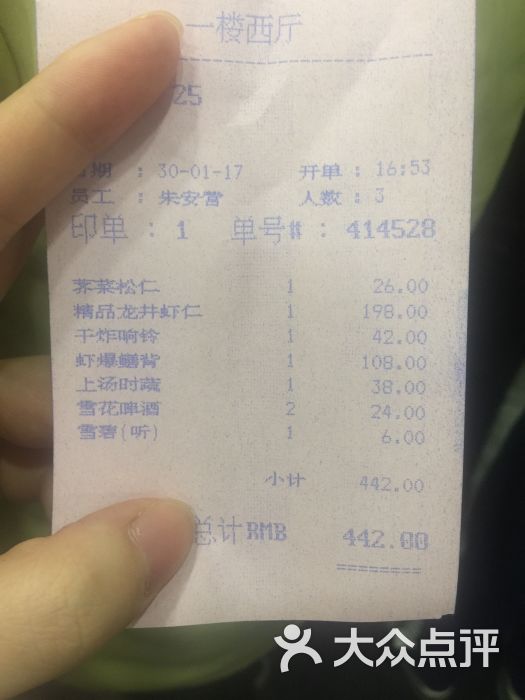 一楼西厅
25
期 : 30-01-17 开单 : 16:53
员工 : 朱安营 人数 : 3
印单 : 1 单号# : 414528
荠菜松仁 1 26.00
精品龙井虾仁 1 198.00
干炸响铃 1 42.00
虾爆鳝背 1 108.00
上汤时蔬 1 38.00
雪花啤酒 2 24.00
雪碧(听) 1 6.00
小计 442.00
总计RMB 442.00
========
大众点评